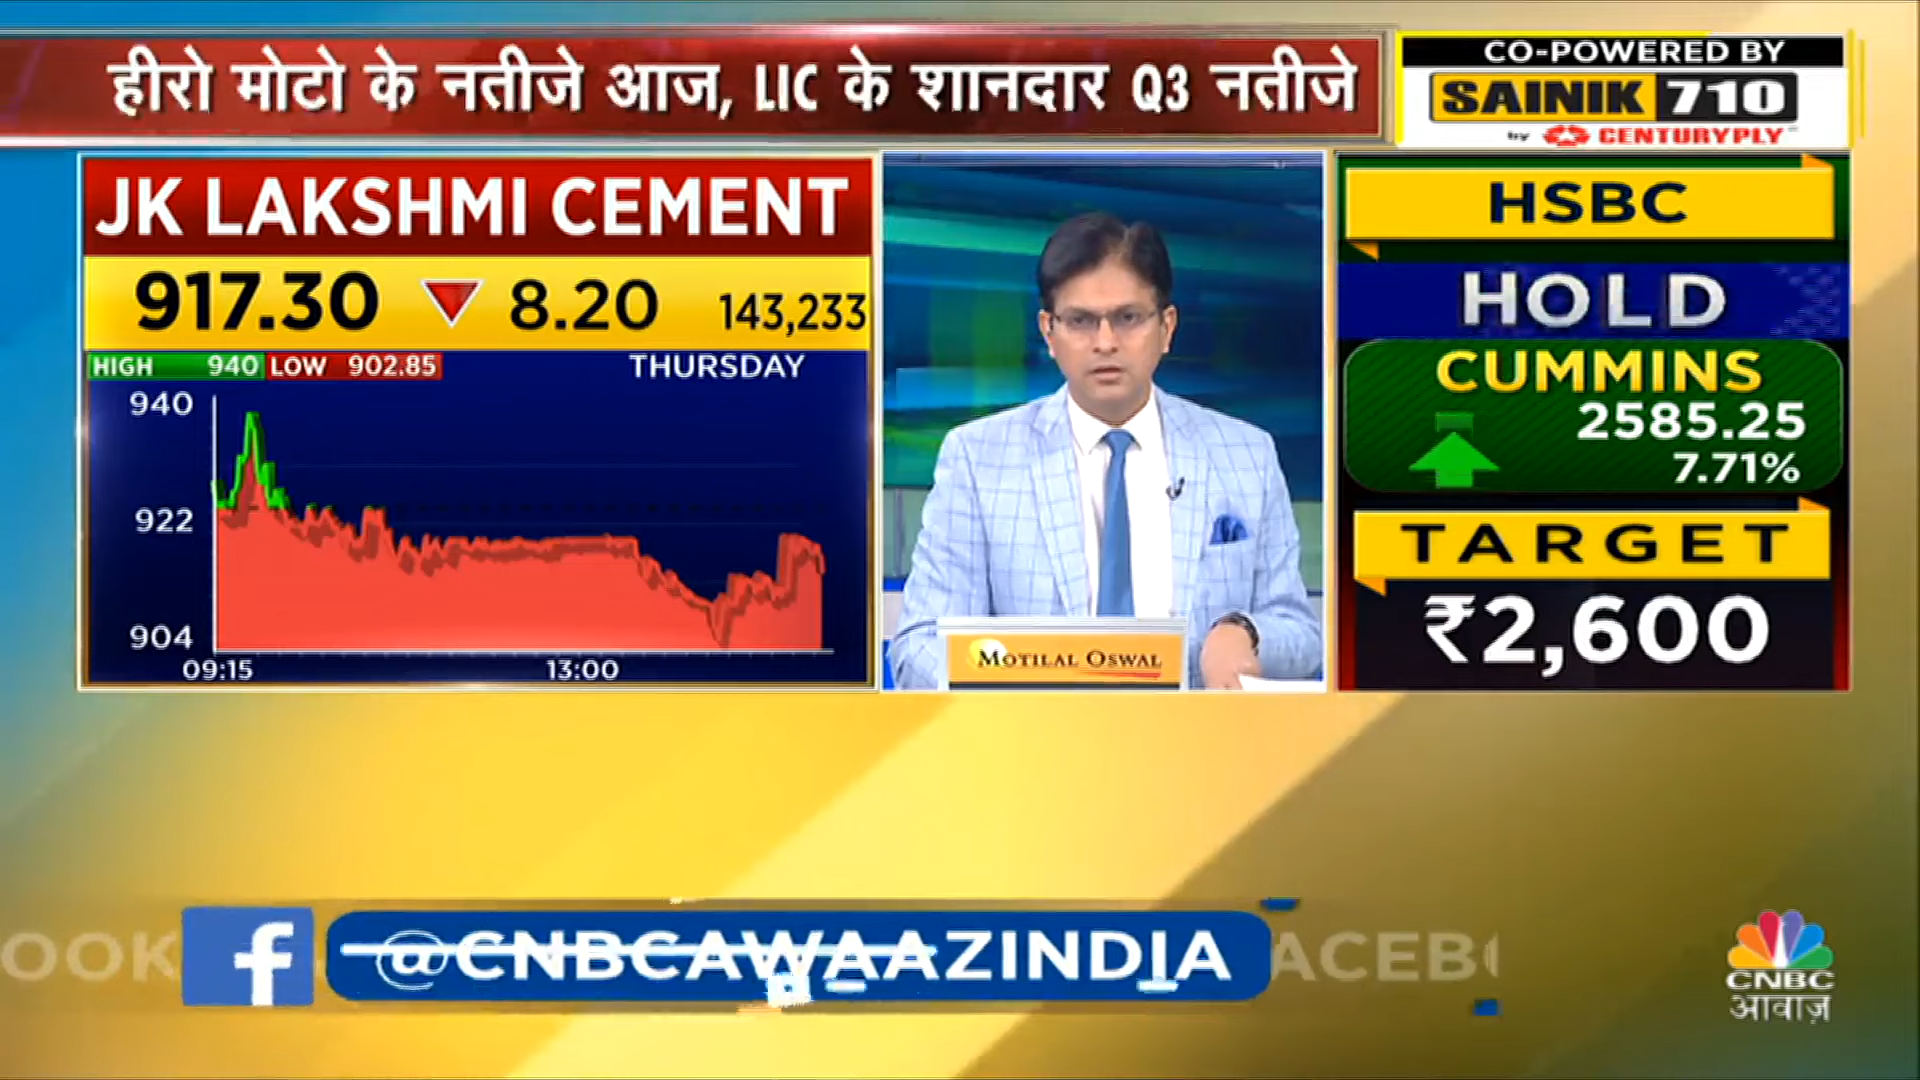 हीरो मोटो के नतीजे आज, LIC के शानदार Q3 नतीजे
CO-POWERED BY
SAINIK 710
by CENTURYPLY
JK LAKSHMI CEMENT
917.30 8.20 143,233
HIGH 940 LOW 902.85 THURSDAY
940
922
904
09:15 13:00
MOTILAL OSWAL
HSBC
HOLD
CUMMINS
2585.25
7.71%
TARGET
₹2,600
OOK
f @CNBCAWAAZINDIA
ACEB
CNBC
आवाज़